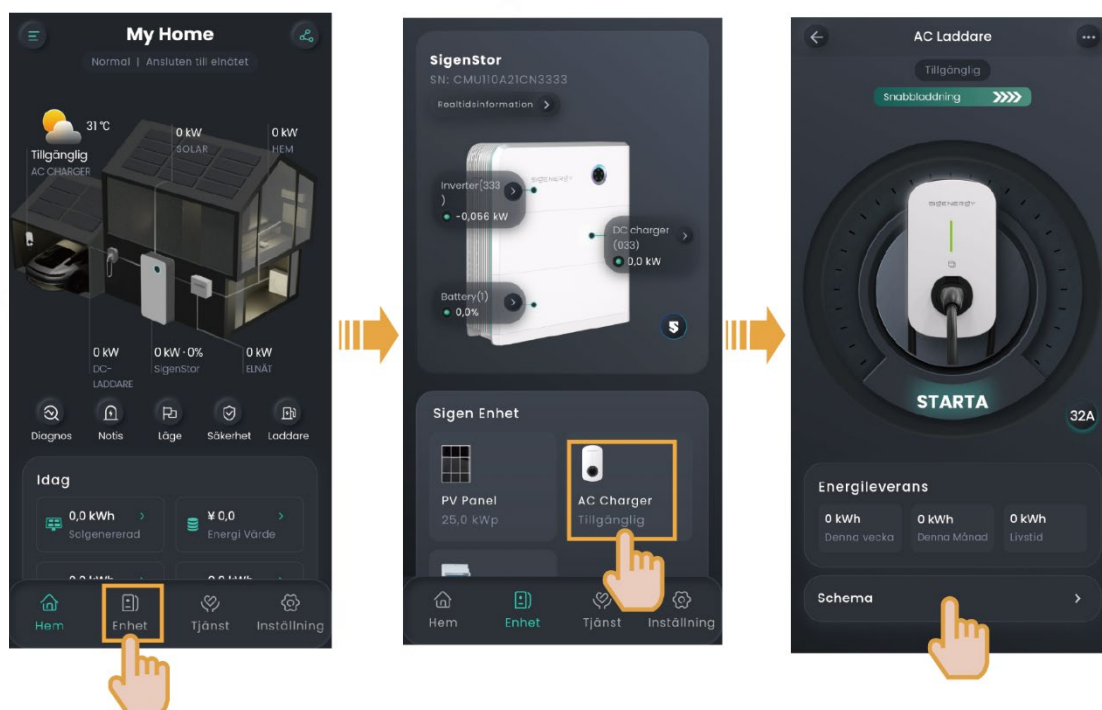 My Home
Normal | Ansluten till elnätet
31 °C
Tillgänglig
AC CHARGER
0 kW
SOLAR
0 kW
HEM
0 kW
DC-
LADDARE
0 kW · 0%
SigenStor
0 kW
ELNÄT
Diagnos
Notis
Läge
Säkerhet
Laddare
Idag
0,0 kWh
Solgenererad
¥ 0,0
Energi Värde
Hem
Enhet
Tjänst
Inställning
SigenStor
SN: CMU110A21CN3333
Realtidsinformation
SIGENERGY
Inverter(333
)
-0,056 kW
DC charger
(033)
0,0 kW
Battery(1)
0,0%
Sigen Enhet
PV Panel
25,0 kWp
AC Charger
Tillgänglig
Hem
Enhet
Tjänst
Inställning
AC Laddare
Tillgänglig
Snabbladdning
SIGENERGY
STARTA
32A
Energileverans
0 kWh
Denna vecka
0 kWh
Denna Månad
0 kWh
Livstid
Schema